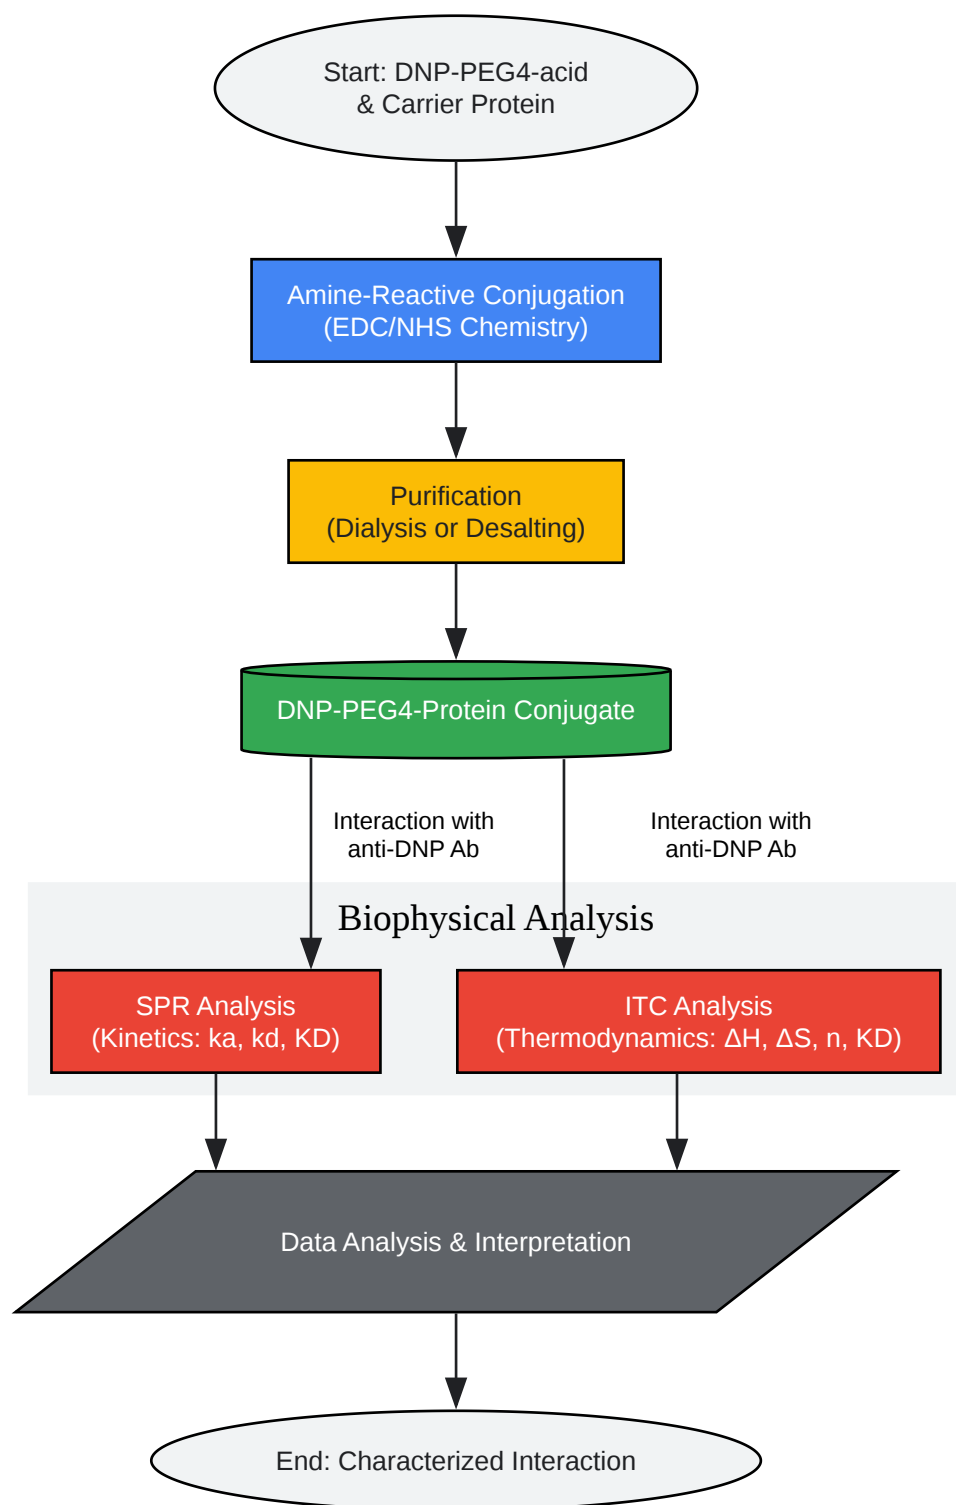 Start: DNP-PEG4-acid
& Carrier Protein
Amine-Reactive Conjugation
(EDC/NHS Chemistry)
Purification
(Dialysis or Desalting)
DNP-PEG4-Protein Conjugate
Interaction with
anti-DNP Ab
Interaction with
anti-DNP Ab
Biophysical Analysis
SPR Analysis
(Kinetics: ka, kd, KD)
ITC Analysis
(Thermodynamics: ΔH, ΔS, n, KD)
Data Analysis & Interpretation
End: Characterized Interaction